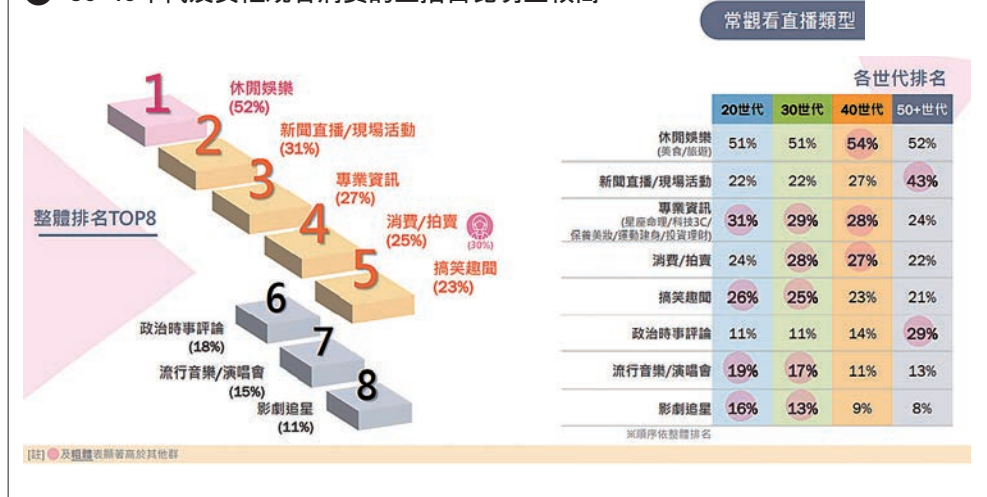 常觀看直播類型
各世代排名
整體排名TOP8
1
休閒娛樂
(52%)
2
新聞直播/現場活動
(31%)
3
專業資訊
(27%)
4
消費/拍賣
(25%)
(30%)
5
搞笑趣聞
(23%)
6
政治時事評論
(18%)
7
流行音樂/演唱會
(15%)
8
影劇追星
(11%)
20世代 30世代 40世代 50+世代
休閒娛樂
(美食/旅遊)
51% 51% 54% 52%
新聞直播/現場活動 22% 22% 27% 43%
專業資訊
(星座命理/科技3C/
保養美妝/運動健身/投資理財)
31% 29% 28% 24%
消費/拍賣 24% 28% 27% 22%
搞笑趣聞 26% 25% 23% 21%
政治時事評論 11% 11% 14% 29%
流行音樂/演唱會 19% 17% 11% 13%
影劇追星 16% 13% 9% 8%
※順序依整體排名
[註] 及粗體表顯著高於其他群